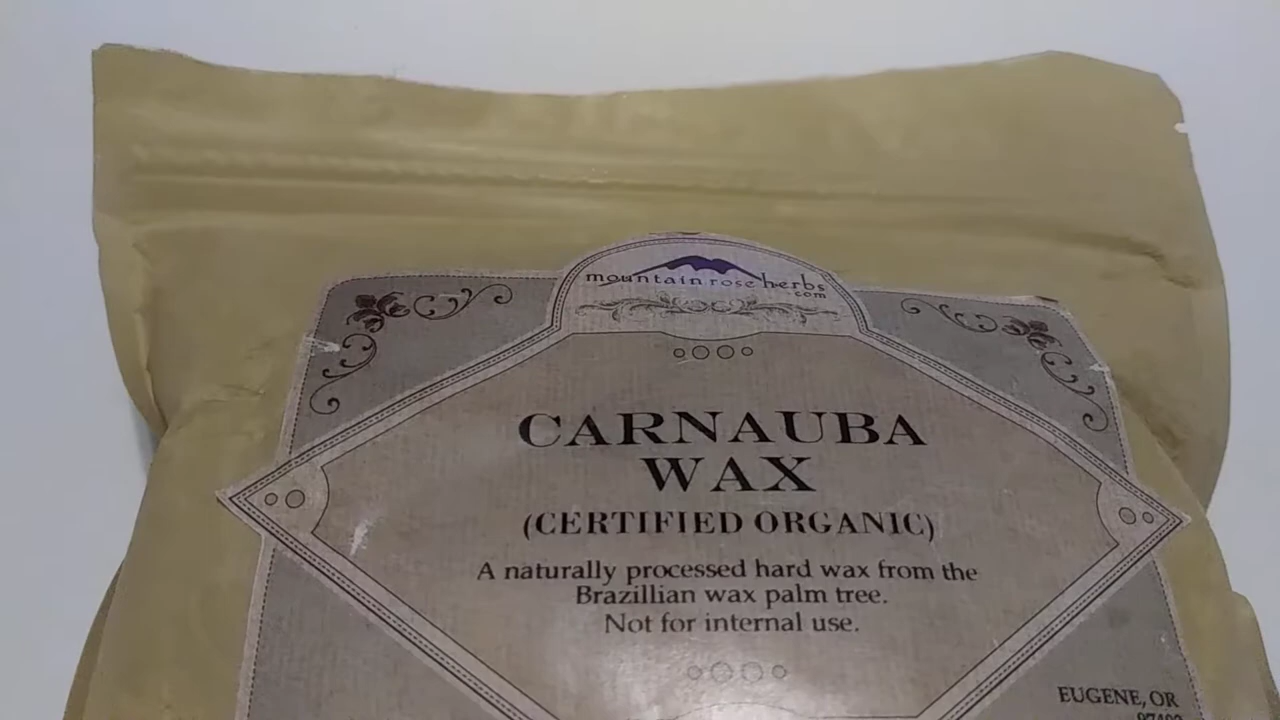 mountain rose herbs
.com
CARNAUBA
WAX
(CERTIFIED ORGANIC)
A naturally processed hard wax from the
Brazillian wax palm tree.
Not for internal use.
EUGENE, OR